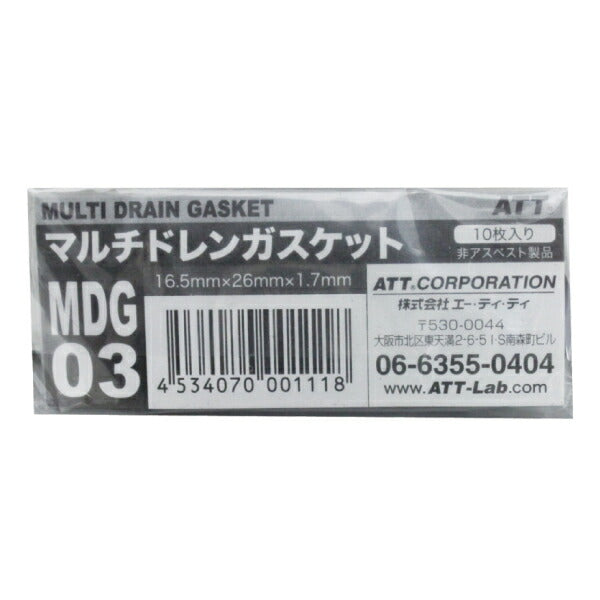 MULTI DRAIN GASKET
ATT.
マルチドレンガスケット
10枚入り
非アスベスト製品
16.5mm×26mm×1.7mm
MDG
03
4 534070 001118
ATT.CORPORATION
株式会社 エー・ティ・ティ
〒530-0044
大阪市北区東天満2-6-5 I・S南森町ビル
06-6355-0404
www.ATT-Lab.com